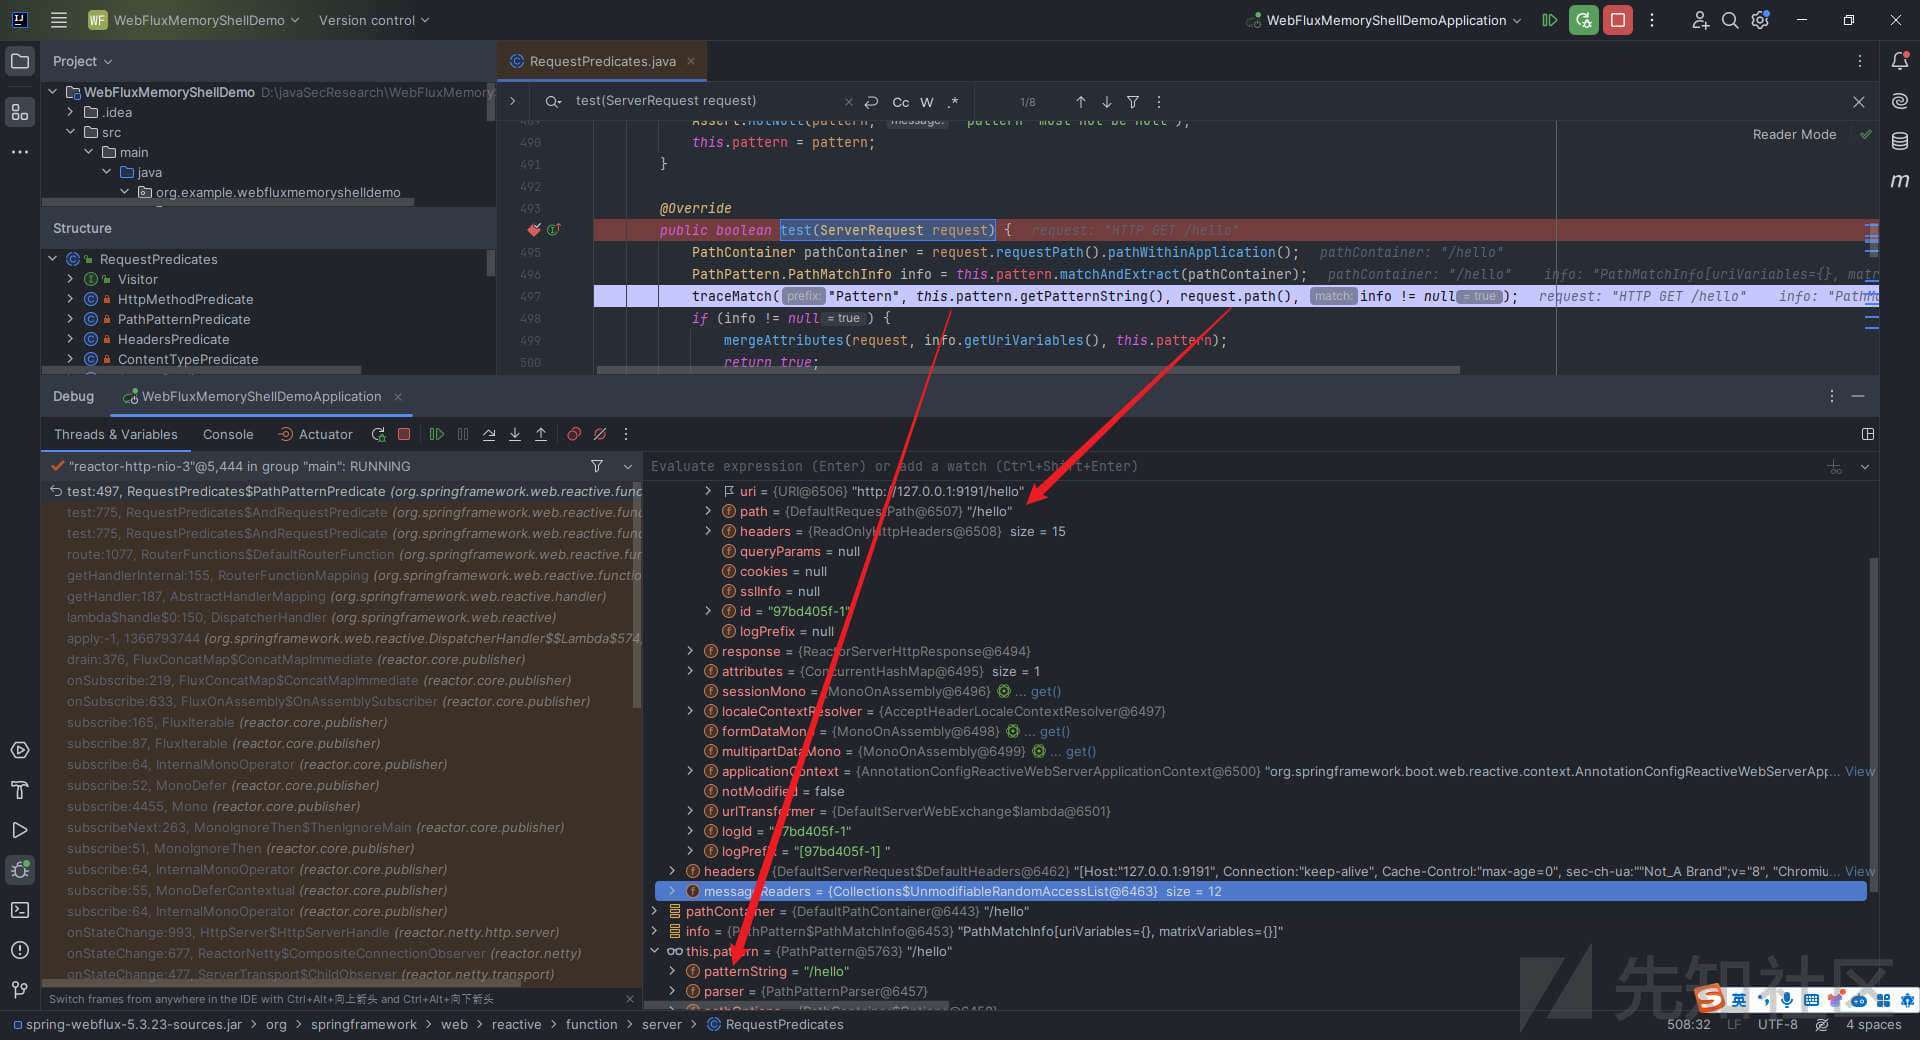 WF WebFluxMemoryShellDemo Version control WebFluxMemoryShellDemoApplication
Project
RequestPredicates.java
WebFluxMemoryShellDemo D:\javaSecResearch\WebFluxMemory
.idea
src
main
java
org.example.webfluxmemoryshelldemo
test(ServerRequest request) Cc W .* 1/8
Reader Mode
490 this.pattern = pattern;
491 }
492
493 @Override
public boolean test(ServerRequest request) { request: "HTTP GET /hello"
495 PathContainer pathContainer = request.requestPath().pathWithinApplication(); pathContainer: "/hello"
496 PathPattern.PathMatchInfo info = this.pattern.matchAndExtract(pathContainer); pathContainer: "/hello" info: "PathMatchInfo[uriVariables={}, matr
497 traceMatch( prefix: "Pattern", this.pattern.getPatternString(), request.path(), match: info != null = true ); request: "HTTP GET /hello" info: "PathM
498 if (info != null = true ) {
499 mergeAttributes(request, info.getUriVariables(), this.pattern);
500 return true;
Structure
RequestPredicates
Visitor
HttpMethodPredicate
PathPatternPredicate
HeadersPredicate
ContentTypePredicate
Debug WebFluxMemoryShellDemoApplication
Threads & Variables Console Actuator
"reactor-http-nio-3"@5,444 in group "main": RUNNING
test:497, RequestPredicates$PathPatternPredicate (org.springframework.web.reactive.func
test:775, RequestPredicates$AndRequestPredicate (org.springframework.web.reactive.func
test:775, RequestPredicates$AndRequestPredicate (org.springframework.web.reactive.func
route:1077, RouterFunctions$DefaultRouterFunction (org.springframework.web.reactive.fur
getHandlerInternal:155, RouterFunctionMapping (org.springframework.web.reactive.functio
getHandler:187, AbstractHandlerMapping (org.springframework.web.reactive.handler)
lambda$handle$0:150, DispatcherHandler (org.springframework.web.reactive)
apply:-1, 1366793744 (org.springframework.web.reactive.DispatcherHandler$$Lambda$574,
drain:376, FluxConcatMap$ConcatMapImmediate (reactor.core.publisher)
onSubscribe:219, FluxConcatMap$ConcatMapImmediate (reactor.core.publisher)
onSubscribe:633, FluxOnAssembly$OnAssemblySubscriber (reactor.core.publisher)
subscribe:165, FluxIterable (reactor.core.publisher)
subscribe:87, FluxIterable (reactor.core.publisher)
subscribe:64, InternalMonoOperator (reactor.core.publisher)
subscribe:52, MonoDefer (reactor.core.publisher)
subscribe:4455, Mono (reactor.core.publisher)
subscribeNext:263, MonoIgnoreThen$ThenIgnoreMain (reactor.core.publisher)
subscribe:51, MonoIgnoreThen (reactor.core.publisher)
subscribe:64, InternalMonoOperator (reactor.core.publisher)
subscribe:55, MonoDeferContextual (reactor.core.publisher)
subscribe:64, InternalMonoOperator (reactor.core.publisher)
onStateChange:993, HttpServer$HttpServerHandle (reactor.netty.http.server)
onStateChange:677, ReactorNetty$CompositeConnectionObserver (reactor.netty)
onStateChange:477, ServerTransport$ChildObserver (reactor.netty.transport)
Switch frames from anywhere in the IDE with Ctrl+Alt+向上箭头 and Ctrl+Alt+向下箭头
Evaluate expression (Enter) or add a watch (Ctrl+Shift+Enter)
uri = {URI@6506} "http://127.0.0.1:9191/hello"
path = {DefaultRequestPath@6507} "/hello"
headers = {ReadOnlyHttpHeaders@6508} size = 15
queryParams = null
cookies = null
sslInfo = null
id = "97bd405f-1"
logPrefix = null
response = {ReactorServerHttpResponse@6494}
attributes = {ConcurrentHashMap@6495} size = 1
sessionMono = {MonoOnAssembly@6496} ... get()
localeContextResolver = {AcceptHeaderLocaleContextResolver@6497}
formDataMono = {MonoOnAssembly@6498} ... get()
multipartDataMono = {MonoOnAssembly@6499} ... get()
applicationContext = {AnnotationConfigReactiveWebServerApplicationContext@6500} "org.springframework.boot.web.reactive.context.AnnotationConfigReactiveWebServerApp... View
notModified = false
urlTransformer = {DefaultServerWebExchange$lambda@6501}
logId = "97bd405f-1"
logPrefix = "[97bd405f-1] "
headers = {DefaultServerRequest$DefaultHeaders@6462} "[Host:"127.0.0.1:9191", Connection:"keep-alive", Cache-Control:"max-age=0", sec-ch-ua:""Not_A Brand";v="8", "Chromiu... View
messageReaders = {Collections$UnmodifiableRandomAccessList@6463} size = 12
pathContainer = {DefaultPathContainer@6443} "/hello"
info = {PathPattern$PathMatchInfo@6453} "PathMatchInfo[uriVariables={}, matrixVariables={}]"
this.pattern = {PathPattern@5763} "/hello"
patternString = "/hello"
parser = {PathPatternParser@6457}
先知社区
英
spring-webflux-5.3.23-sources.jar > org > springframework > web > reactive > function > server > RequestPredicates
508:32 LF UTF-8 4 spaces